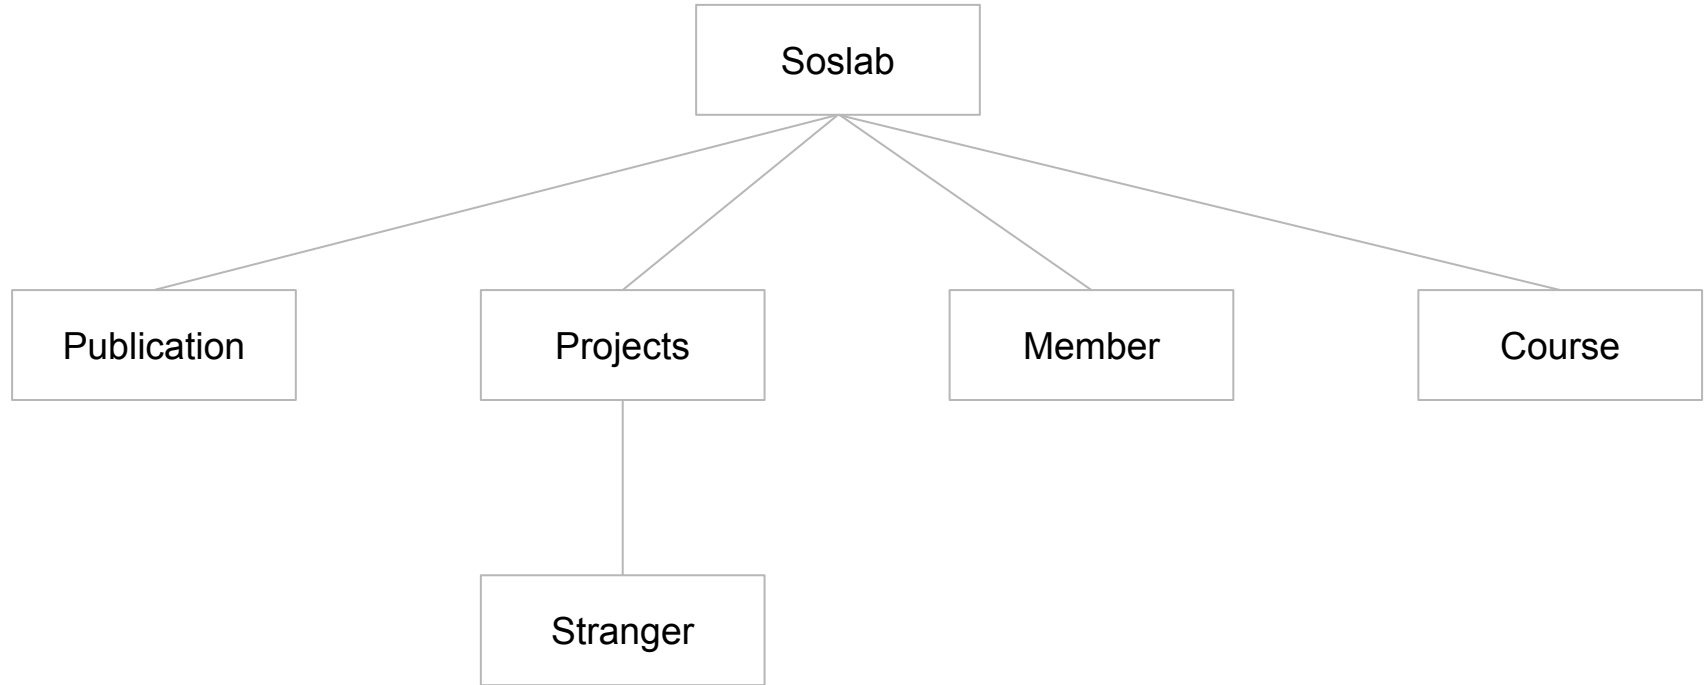 Soslab
Publication
Projects
Member
Course
Stranger